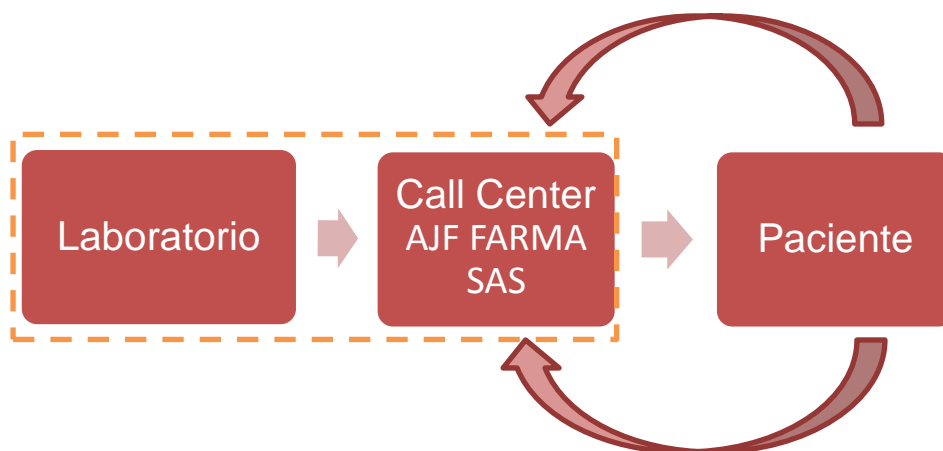 Laboratorio
Call Center
AJF FARMA
SAS
Paciente